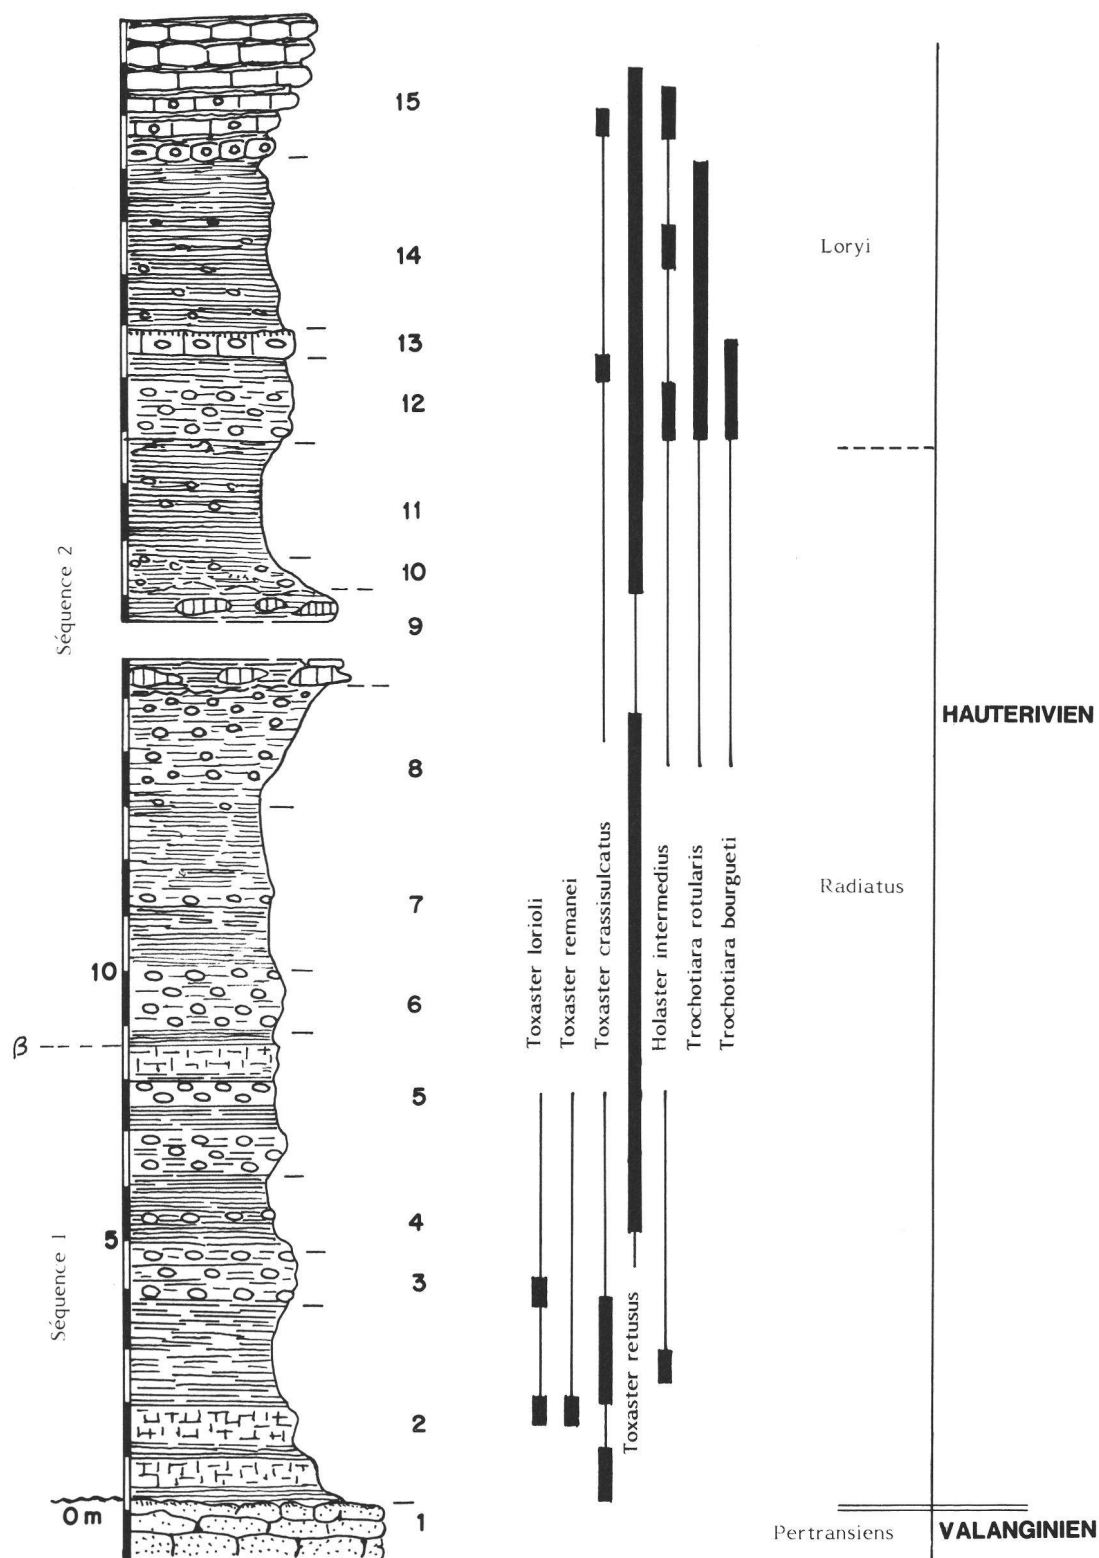 15
14
Loryi
13
12
11
10
9
Séquence 2
HAUTERIVIEN
8
7
Radiatus
Toxaster lorioli
Toxaster remanei
Toxaster crassisulcatus
Holaster intermedius
Trochotiara rotularis
Trochotiara bourgueti
10
6
β
5
4
5
3
Séquence 1
Toxaster retusus
2
0 m
1
Pertransiens
VALANGINIEN